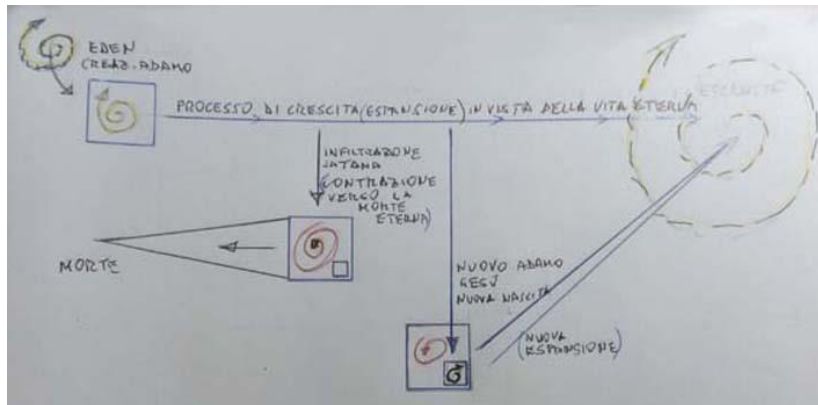 EDEN
CREAZ. ADAMO
PROCESSO DI CRESCITA (ESPANSIONE) IN VISTA DELLA VITA ETERNA
INFILTRAZIONE
SATANA
(CONTRAZIONE
VERSO LA
MORTE
ETERNA)
MORTE
NUOVO ADAMO
GESÙ
NUOVA NASCITA
(NUOVA
ESPANSIONE)